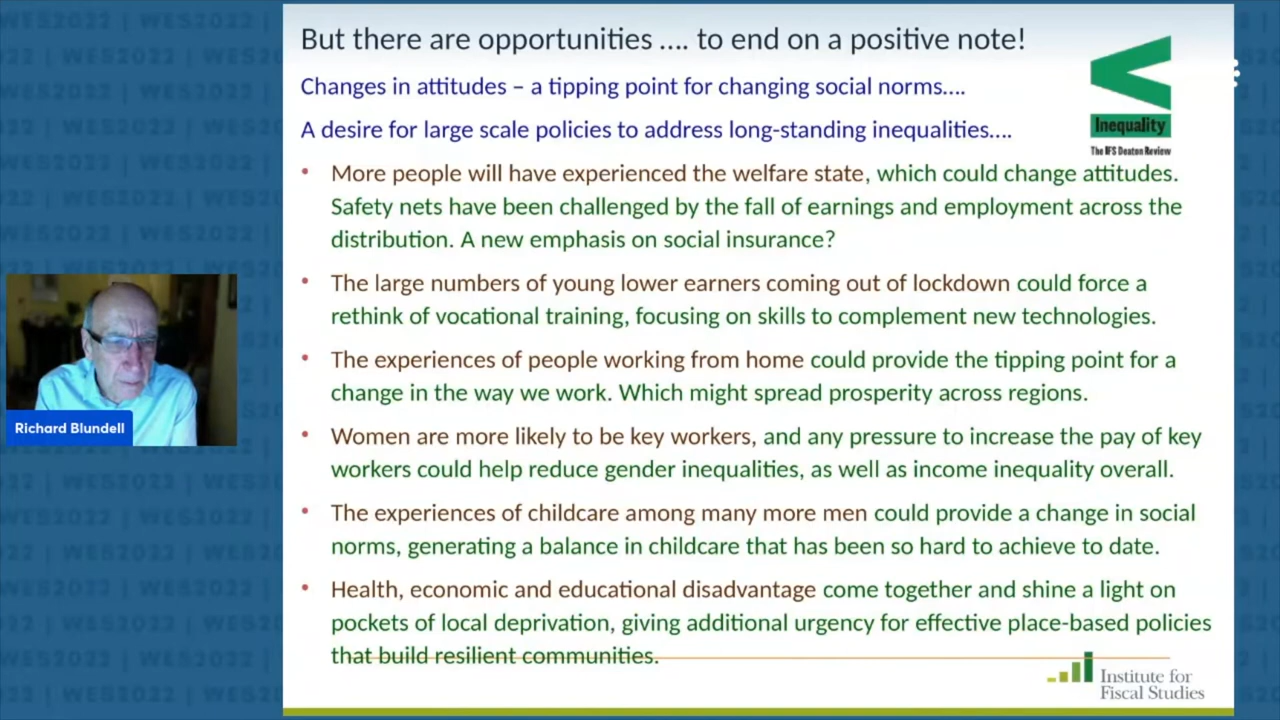 But there are opportunities …. to end on a positive note!
Changes in attitudes – a tipping point for changing social norms….
A desire for large scale policies to address long-standing inequalities….
Inequality
The IFS Deaton Review
• More people will have experienced the welfare state, which could change attitudes.
Safety nets have been challenged by the fall of earnings and employment across the
distribution. A new emphasis on social insurance?
• The large numbers of young lower earners coming out of lockdown could force a
rethink of vocational training, focusing on skills to complement new technologies.
• The experiences of people working from home could provide the tipping point for a
change in the way we work. Which might spread prosperity across regions.
• Women are more likely to be key workers, and any pressure to increase the pay of key
workers could help reduce gender inequalities, as well as income inequality overall.
• The experiences of childcare among many more men could provide a change in social
norms, generating a balance in childcare that has been so hard to achieve to date.
• Health, economic and educational disadvantage come together and shine a light on
pockets of local deprivation, giving additional urgency for effective place-based policies
that build resilient communities.
Institute for
Fiscal Studies
Richard Blundell